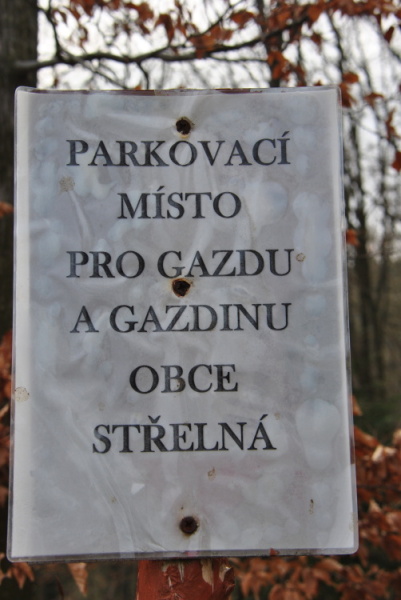 PARKOVACÍ
MÍSTO
PRO GAZDU
A GAZDINU
OBCE
STŘELNÁ